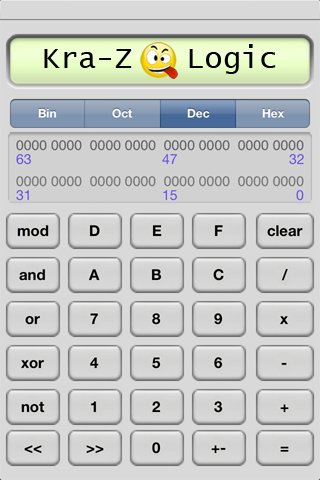 Kra-Z Logic
Bin Oct Dec Hex
0000 0000 0000 0000 0000 0000 0000 0000
63 47 32
0000 0000 0000 0000 0000 0000 0000 0000
31 15 0
mod D E F clear
and A B C /
or 7 8 9 x
xor 4 5 6 -
not 1 2 3 +
<< >> 0 +- =